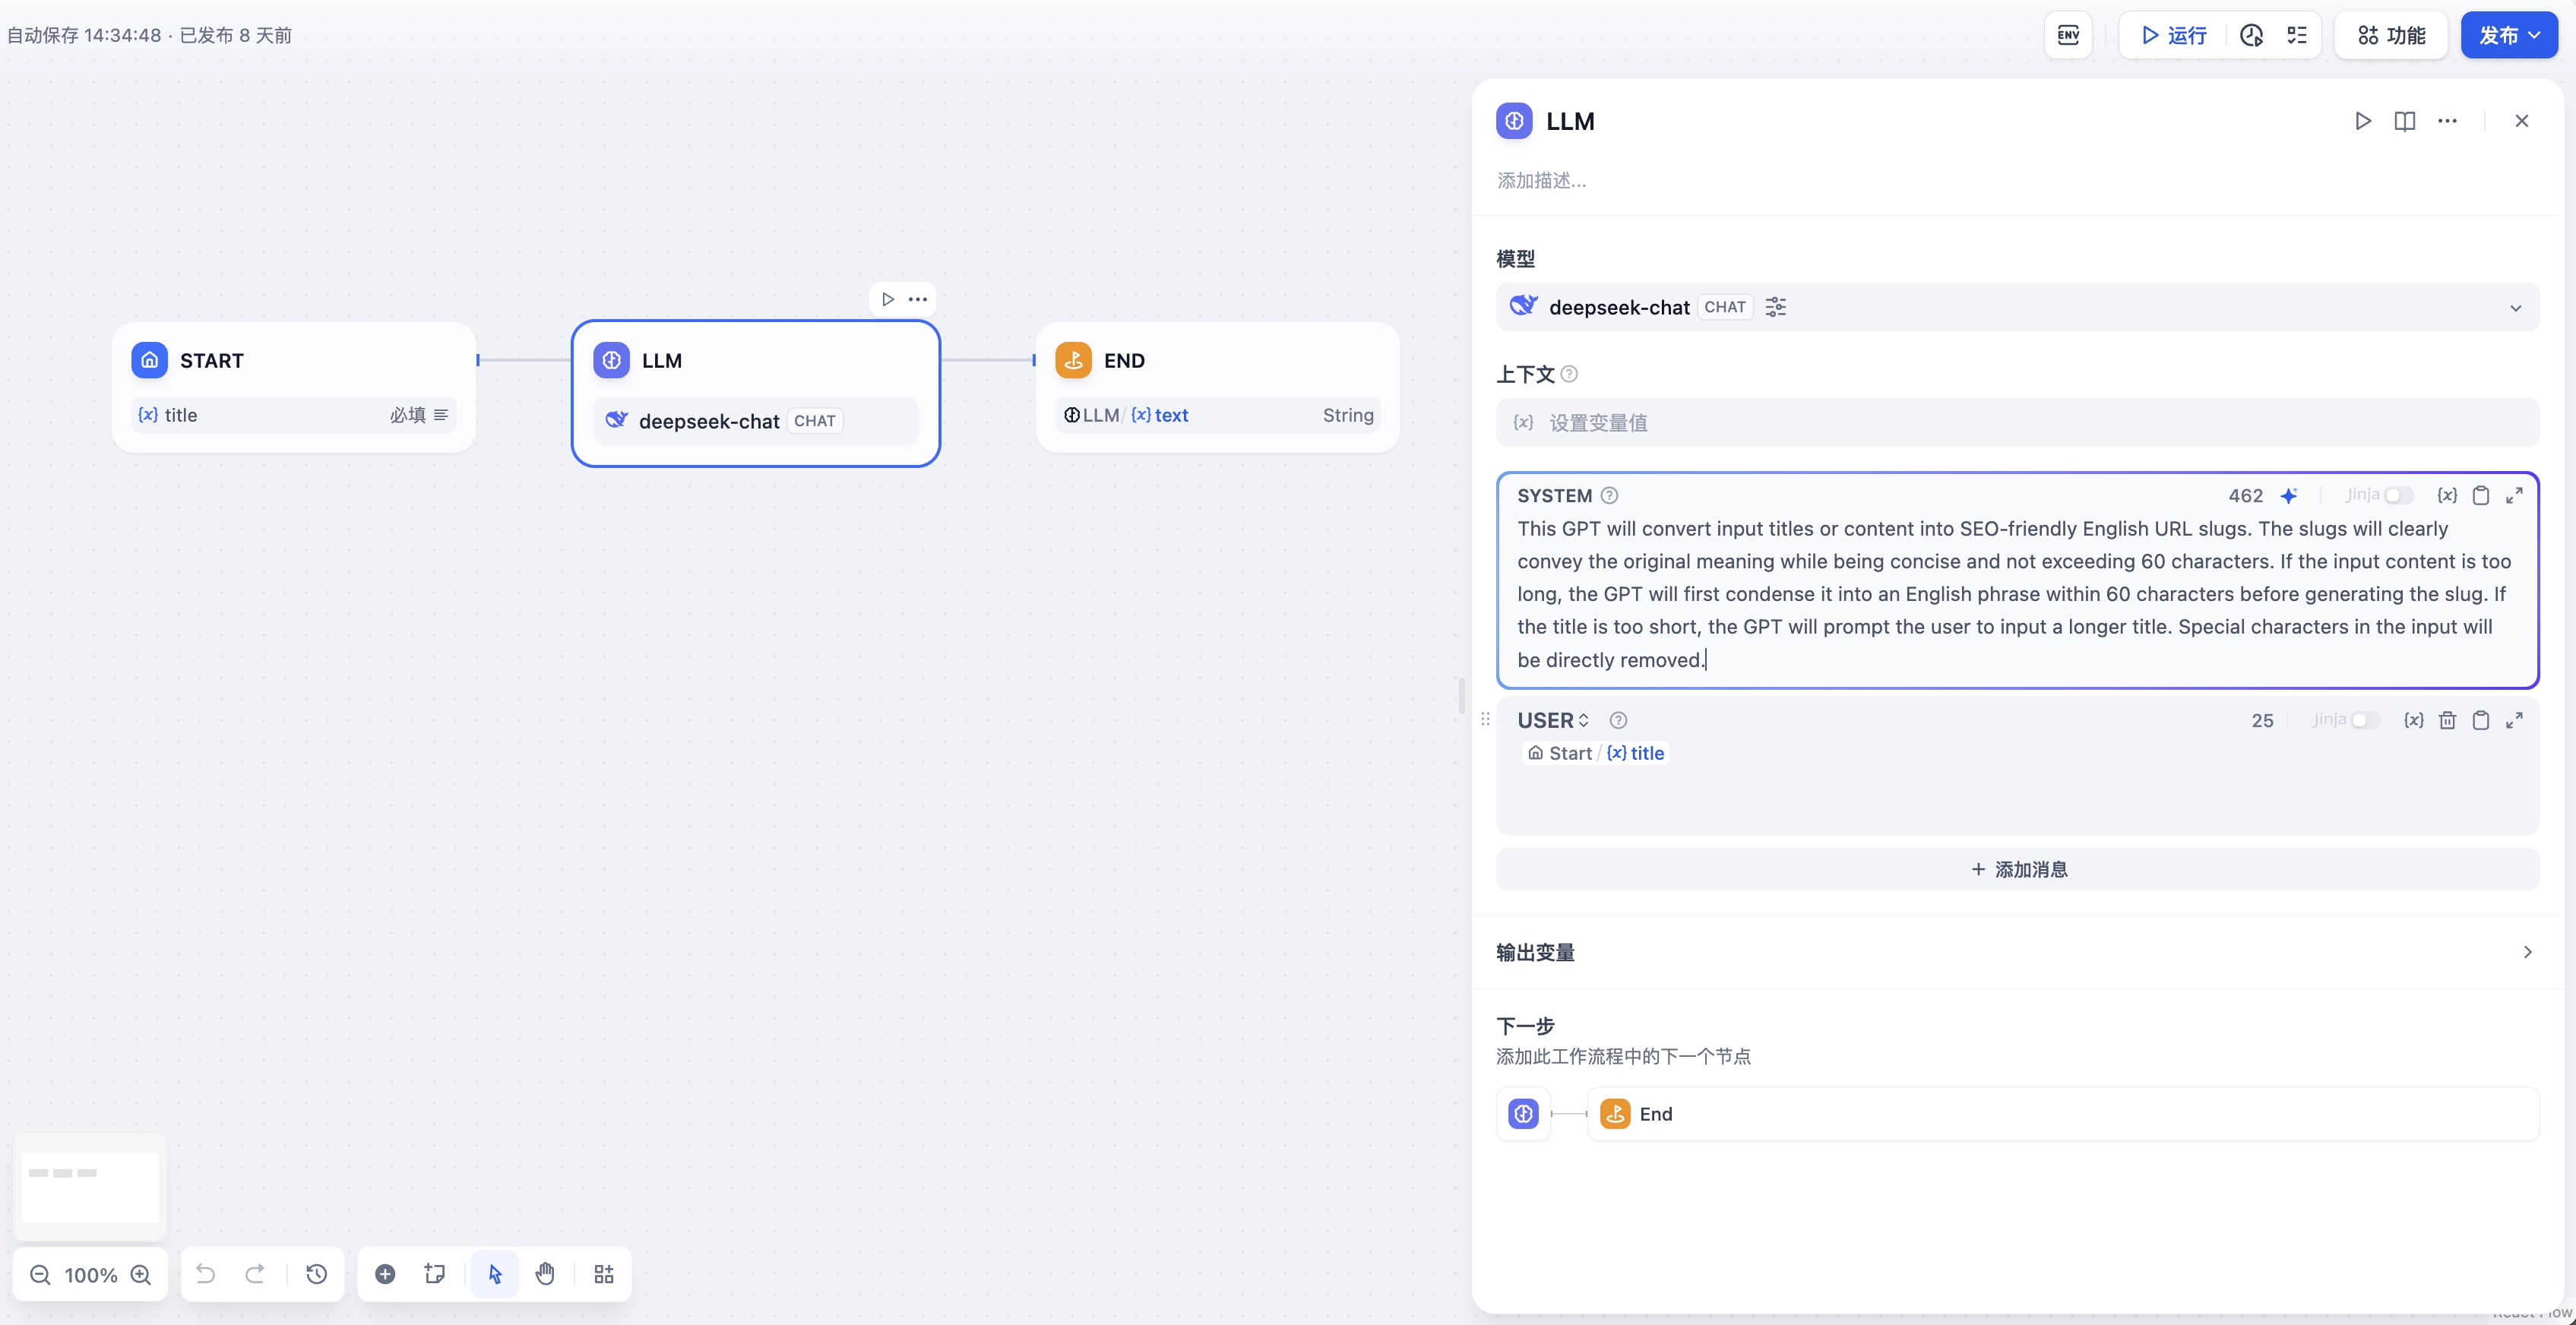 自动保存 14:34:48 · 已发布 8 天前
ENV
运行
功能
发布
START
{x} title
必填
LLM
deepseek-chat CHAT
END
LLM / {x} text
String
LLM
添加描述...
模型
deepseek-chat CHAT
上下文
{x} 设置变量值
SYSTEM
462
Jinja
{x}
This GPT will convert input titles or content into SEO-friendly English URL slugs. The slugs will clearly
convey the original meaning while being concise and not exceeding 60 characters. If the input content is too
long, the GPT will first condense it into an English phrase within 60 characters before generating the slug. If
the title is too short, the GPT will prompt the user to input a longer title. Special characters in the input will
be directly removed.
USER
25
Jinja
{x}
Start / {x} title
+ 添加消息
输出变量
下一步
添加此工作流程中的下一个节点
End
100%
React Flow